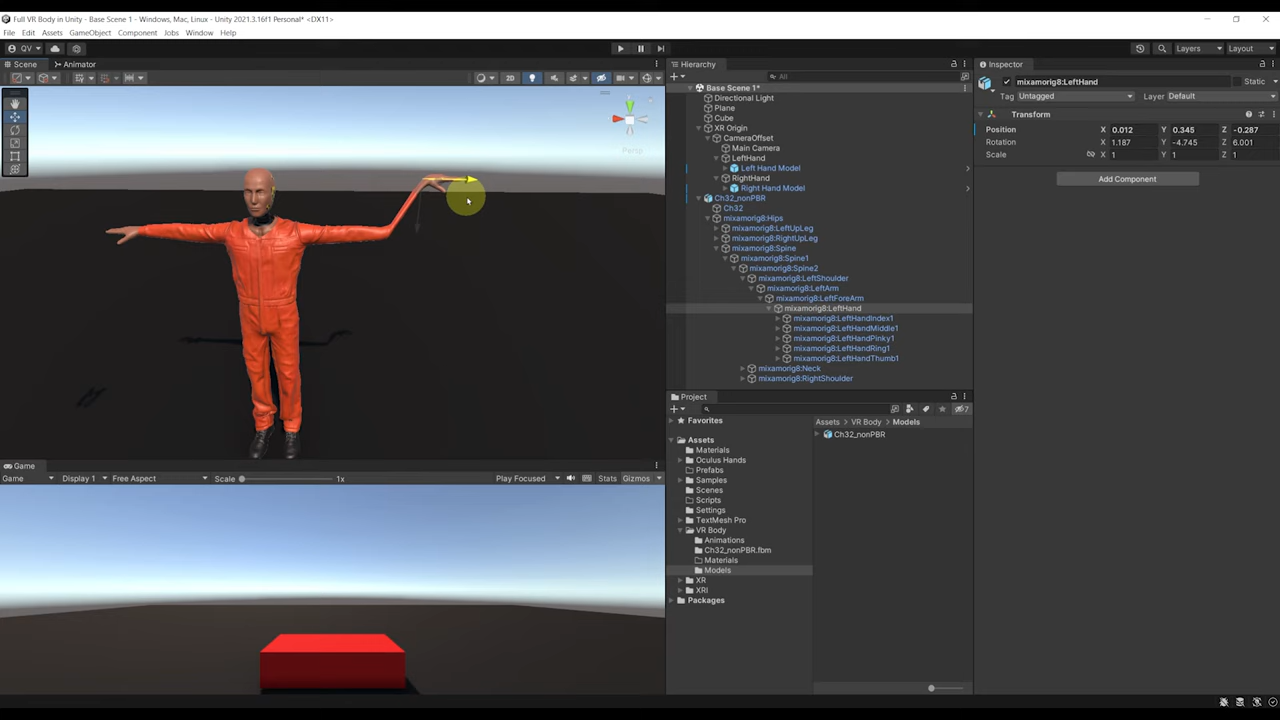 Full VR Body in Unity - Base Scene 1 - Windows, Mac, Linux - Unity 2021.3.16f1 Personal* <DX11>
File Edit Assets GameObject Component Jobs Window Help
QV Layers Layout
Scene Animator
2D
Persp
Game
Game Display 1 Free Aspect Scale 1x Play Focused Stats Gizmos
Hierarchy
All
Base Scene 1*
Directional Light
Plane
Cube
XR Origin
CameraOffset
Main Camera
LeftHand
Left Hand Model
RightHand
Right Hand Model
Ch32_nonPBR
Ch32
mixamorig8:Hips
mixamorig8:LeftUpLeg
mixamorig8:RightUpLeg
mixamorig8:Spine
mixamorig8:Spine1
mixamorig8:Spine2
mixamorig8:LeftShoulder
mixamorig8:LeftArm
mixamorig8:LeftForeArm
mixamorig8:LeftHand
mixamorig8:LeftHandIndex1
mixamorig8:LeftHandMiddle1
mixamorig8:LeftHandPinky1
mixamorig8:LeftHandRing1
mixamorig8:LeftHandThumb1
mixamorig8:Neck
mixamorig8:RightShoulder
Project
7
Favorites
Assets
Materials
Oculus Hands
Prefabs
Samples
Scenes
Scripts
Settings
TextMesh Pro
VR Body
Animations
Ch32_nonPBR.fbm
Materials
Models
XR
XRI
Packages
Assets VR Body Models
Ch32_nonPBR
Inspector
mixamorig8:LeftHand Static
Tag Untagged Layer Default
Transform
Position X 0.012 Y 0.345 Z -0.287
Rotation X 1.187 Y -4.745 Z 6.001
Scale X 1 Y 1 Z 1
Add Component